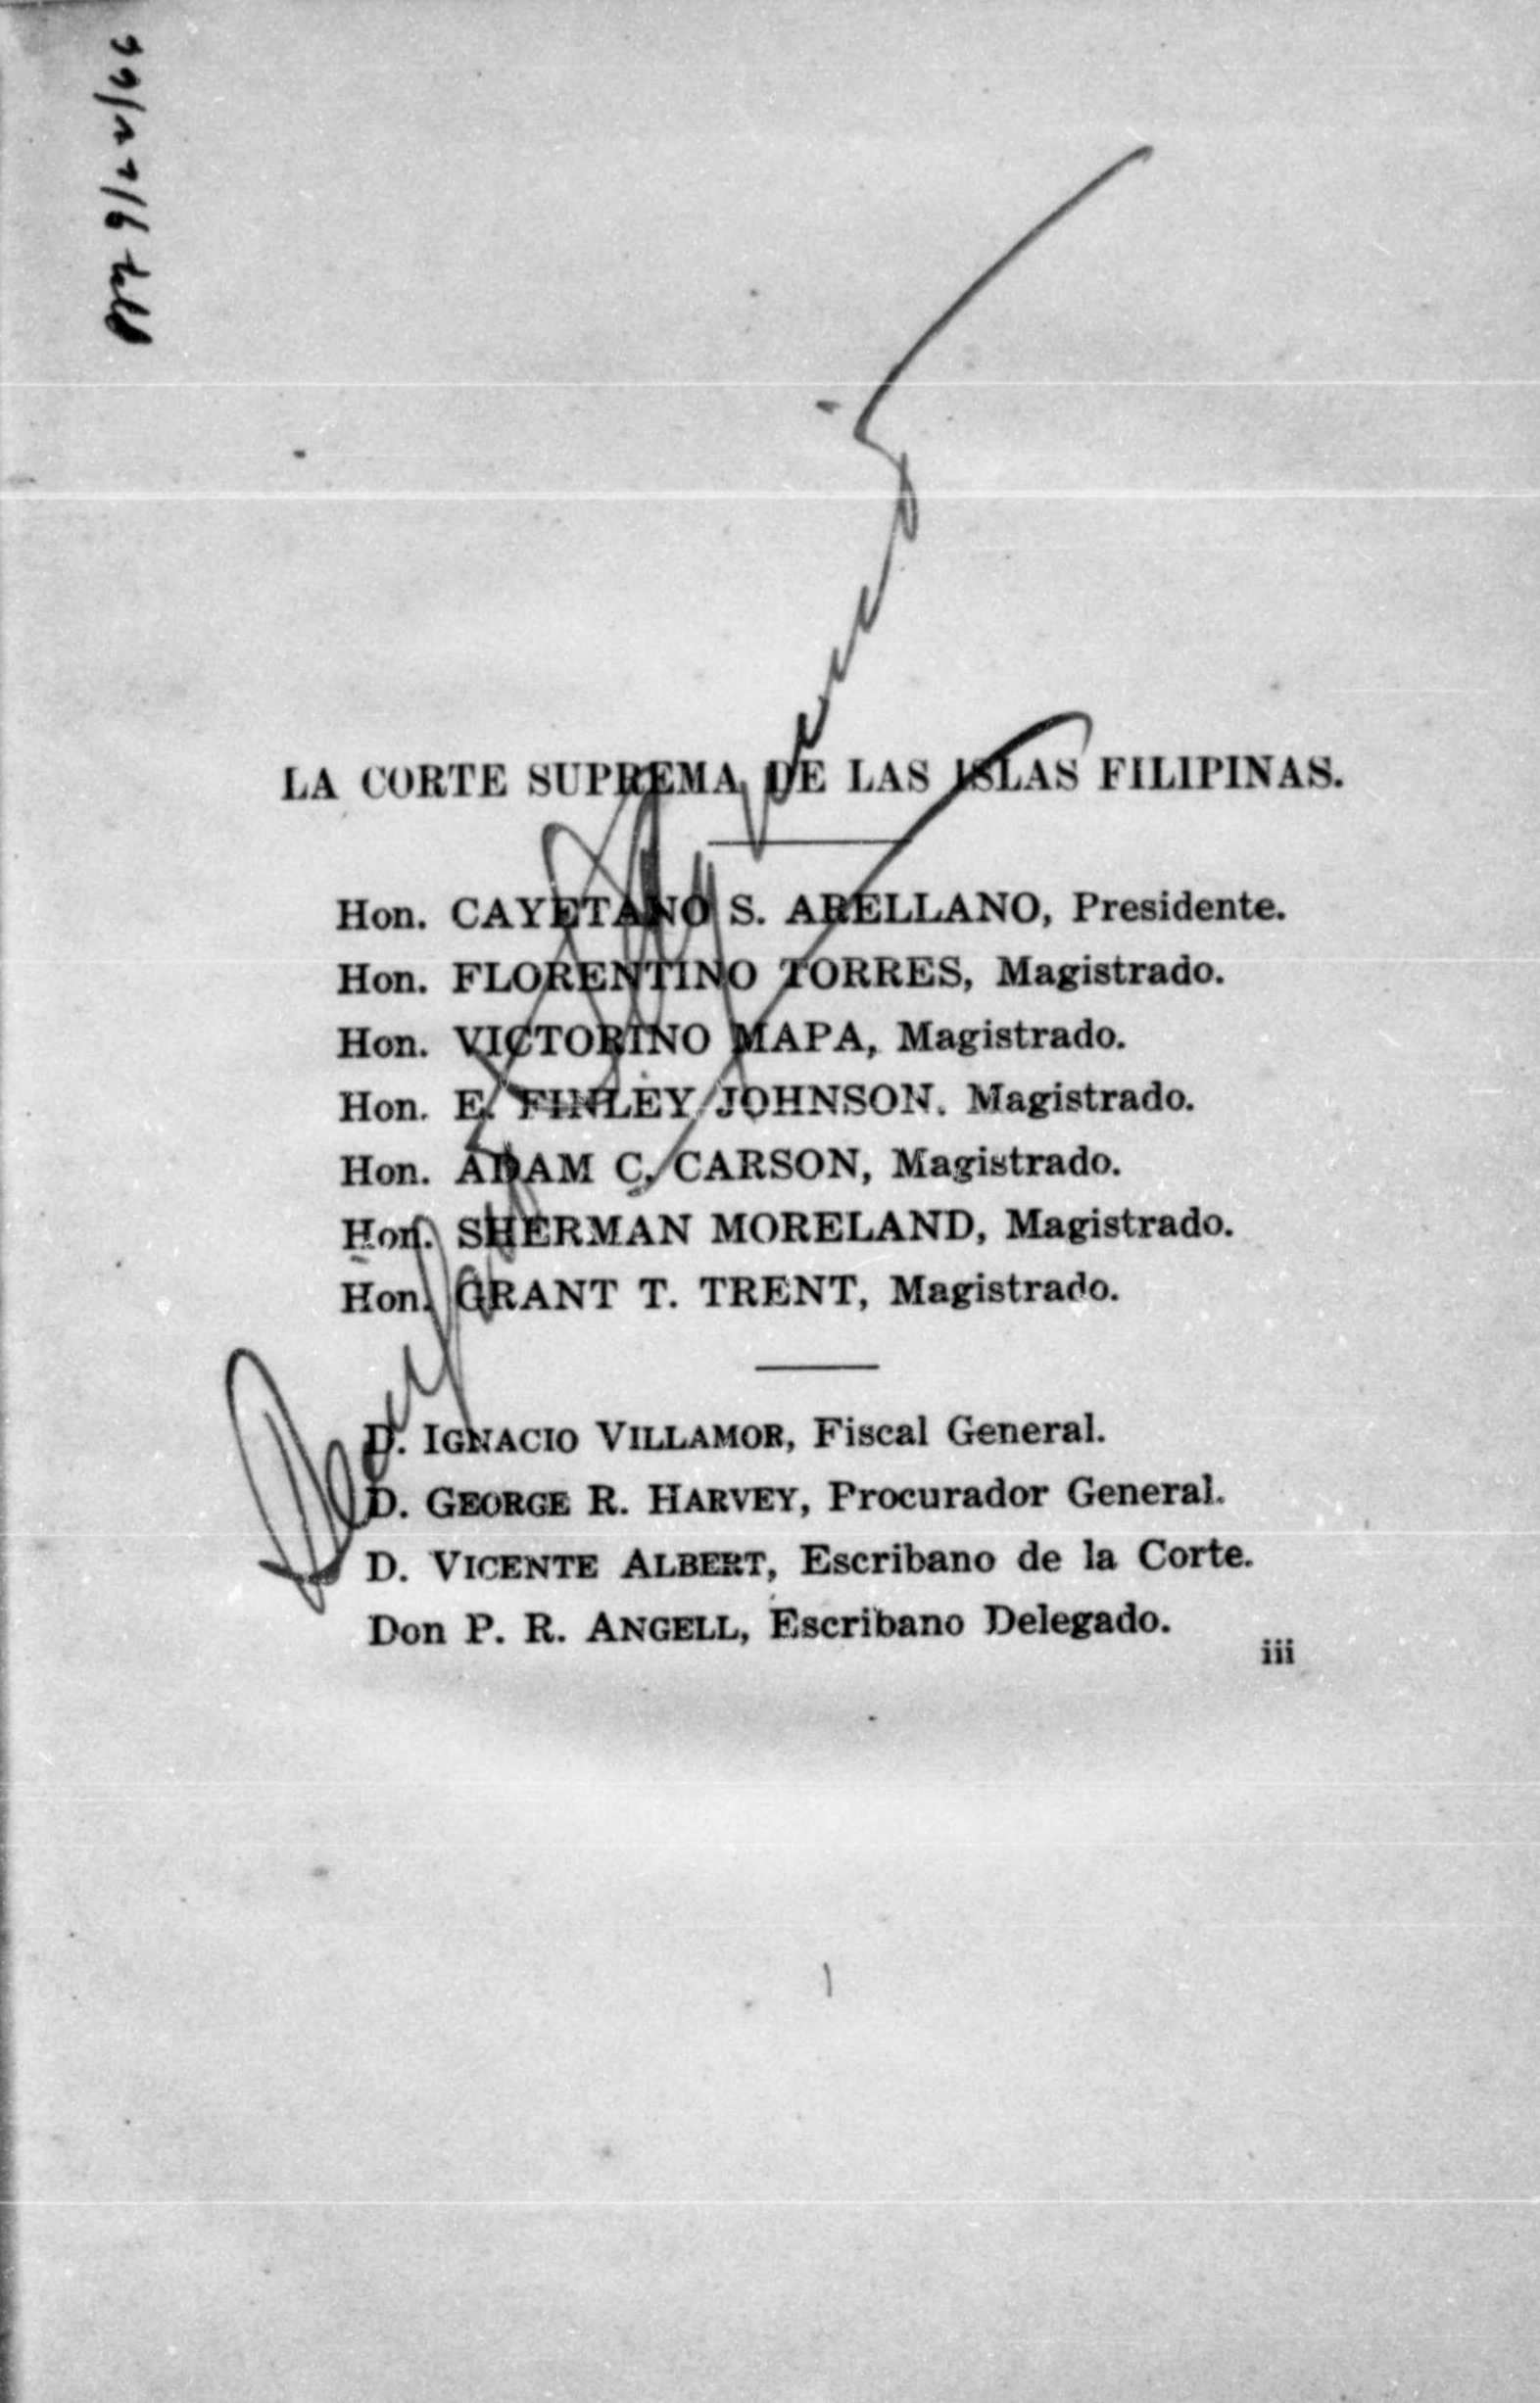 LA CORTE SUPREMA DE LAS ISLAS FILIPINAS.
Hon. CAYETANO S. ARELLANO, Presidente.
Hon. FLORENTINO TORRES, Magistrado.
Hon. VICTORINO MAPA, Magistrado.
Hon. E. FINLEY JOHNSON. Magistrado.
Hon. ADAM C. CARSON, Magistrado.
Hon. SHERMAN MORELAND, Magistrado.
Hon. GRANT T. TRENT, Magistrado.
D. IGNACIO VILLAMOR, Fiscal General.
D. GEORGE R. HARVEY, Procurador General.
D. VICENTE ALBERT, Escribano de la Corte.
Don P. R. ANGELL, Escribano Delegado.
iii